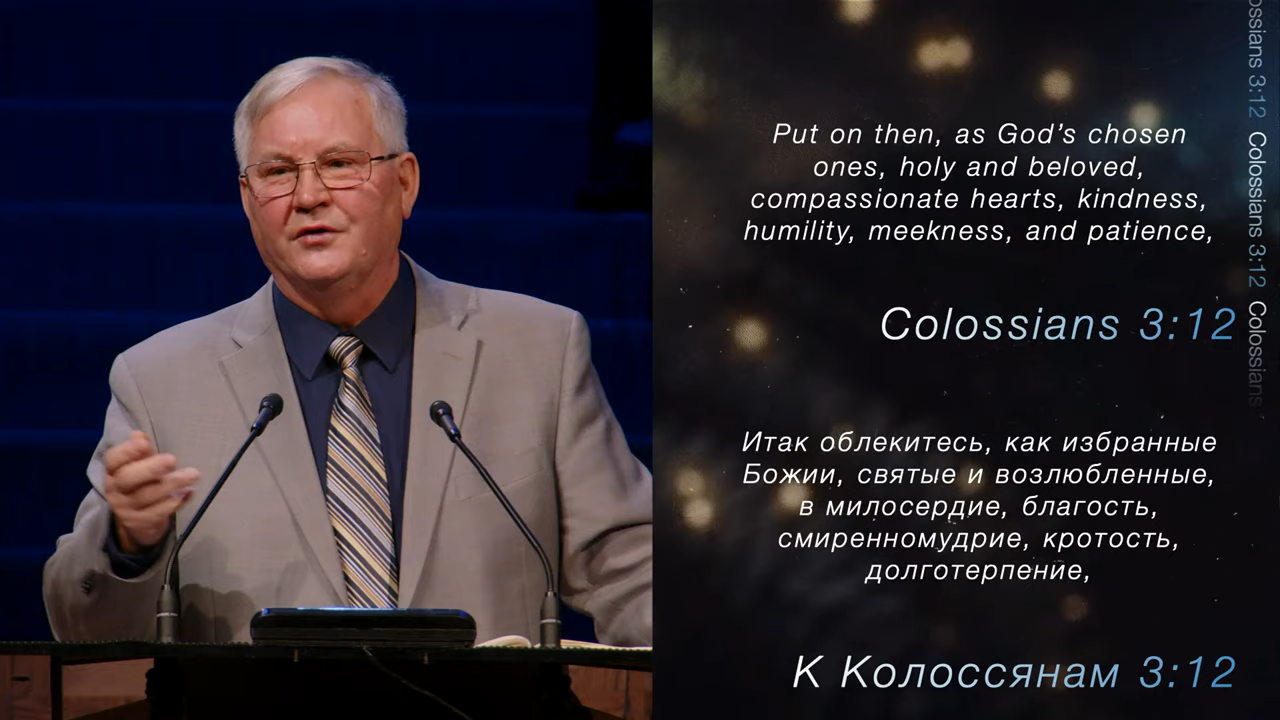 Put on then, as God’s chosen
ones, holy and beloved,
compassionate hearts, kindness,
humility, meekness, and patience,
Colossians 3:12
Итак облекитесь, как избранные
Божии, святые и возлюбленные,
в милосердие, благость,
смиренномудрие, кротость,
долготерпение,
К Колоссянам 3:12
ossians 3:12 Colossians 3:12 Colossians